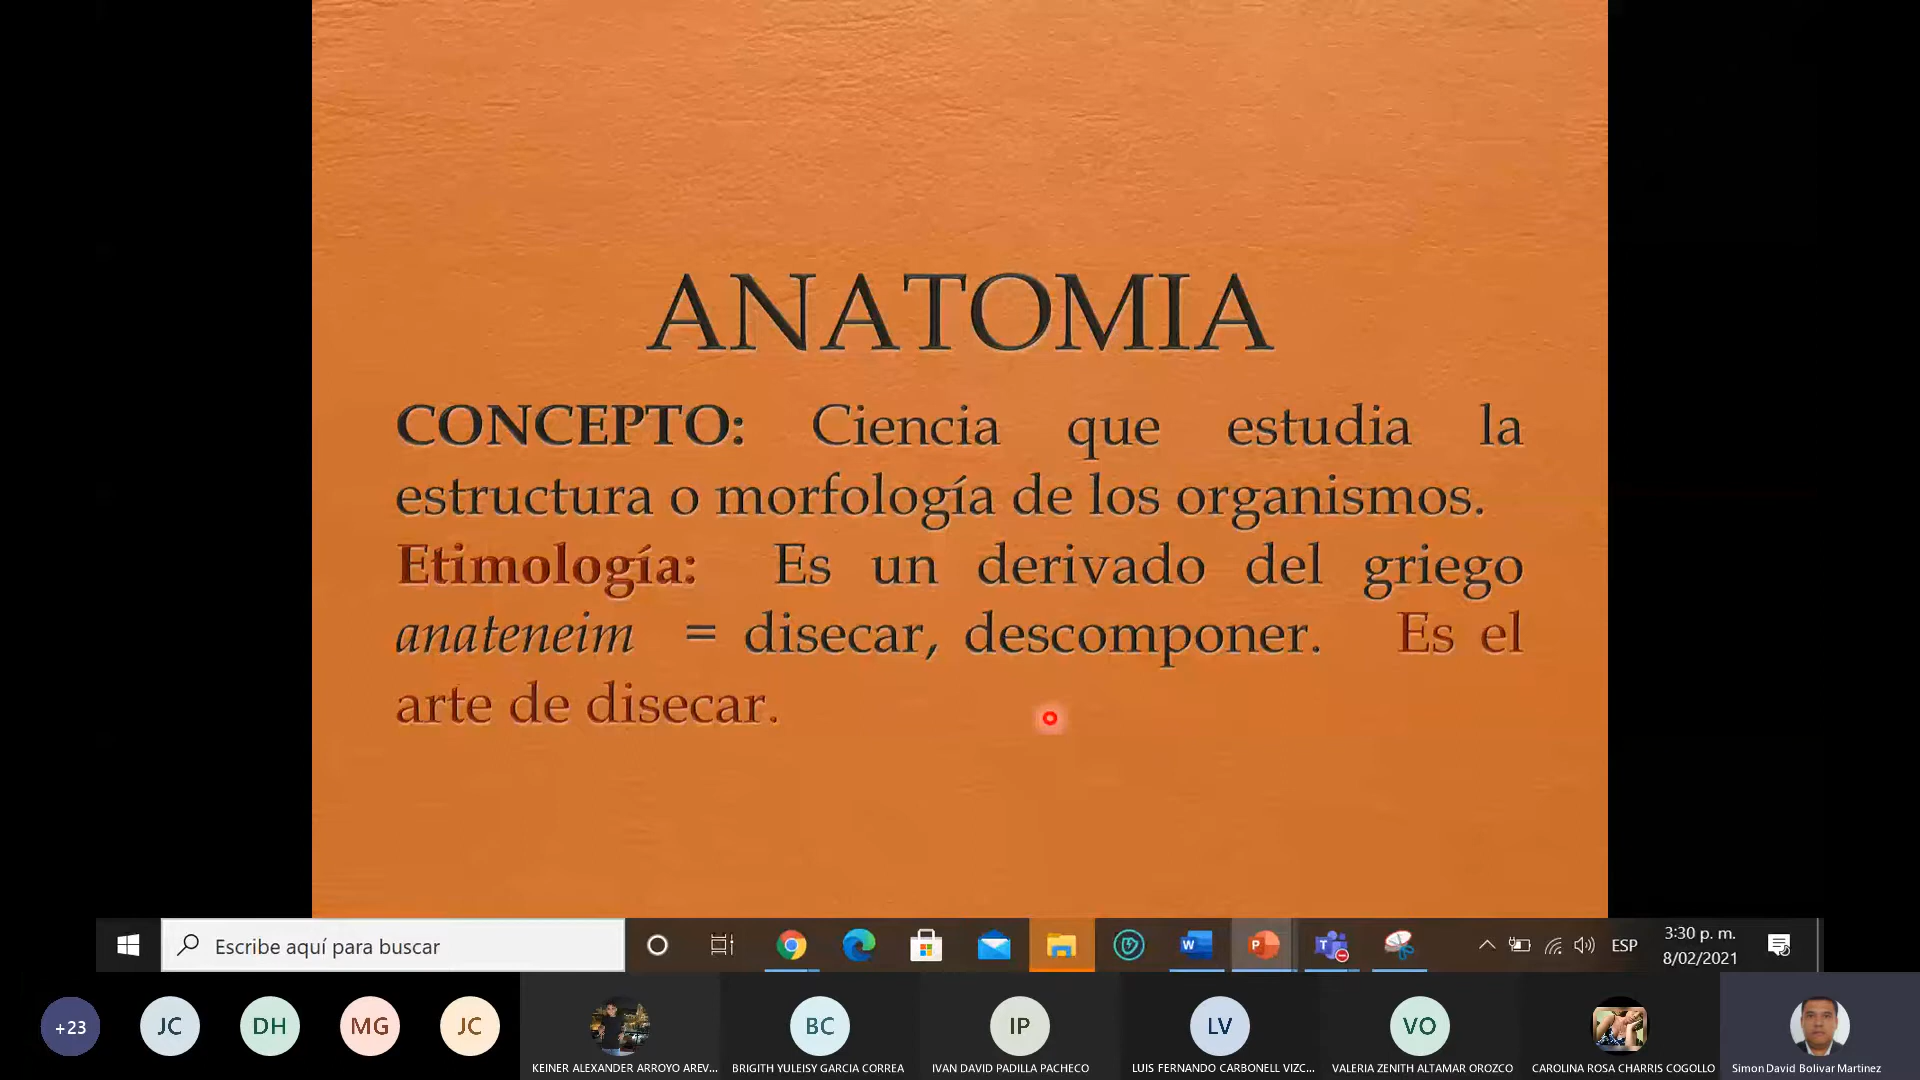 ANATOMIA
CONCEPTO: Ciencia que estudia la
estructura o morfología de los organismos.
Etimología: Es un derivado del griego
anateneim = disecar, descomponer. Es el
arte de disecar.
Escribe aquí para buscar
ESP
3:30 p. m.
8/02/2021
+23
JC
DH
MG
JC
BC
IP
LV
VO
KEINER ALEXANDER ARROYO AREV...
BRIGITH YULEISY GARCIA CORREA
IVAN DAVID PADILLA PACHECO
LUIS FERNANDO CARBONELL VIZC...
VALERIA ZENITH ALTAMAR OROZCO
CAROLINA ROSA CHARRIS COGOLLO
Simon David Bolivar Martinez